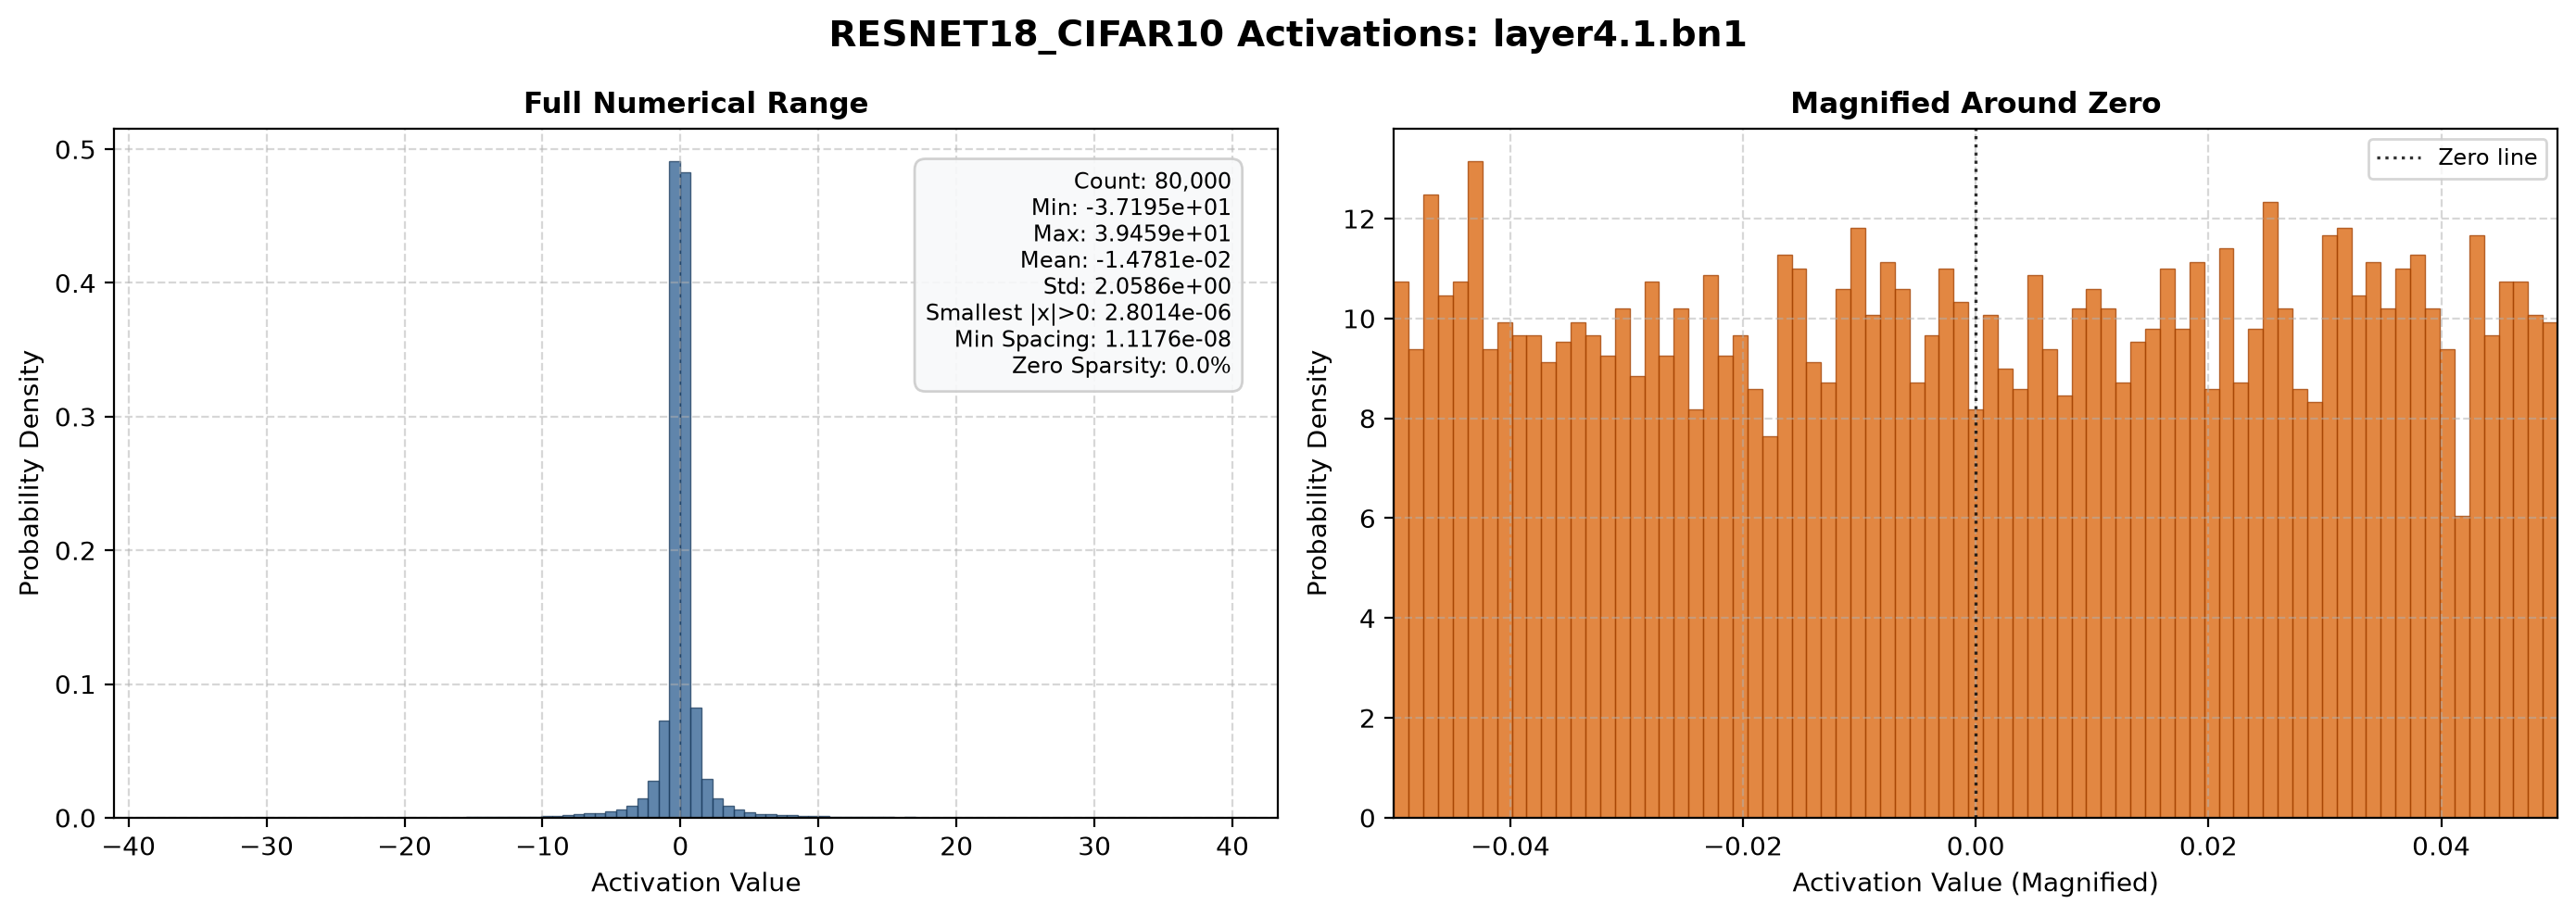 RESNET18_CIFAR10 Activations: layer4.1.bn1
Full Numerical Range
Probability Density
0.5
0.4
0.3
0.2
0.1
0.0
Count: 80,000
Min: -3.7195e+01
Max: 3.9459e+01
Mean: -1.4781e-02
Std: 2.0586e+00
Smallest |x|>0: 2.8014e-06
Min Spacing: 1.1176e-08
Zero Sparsity: 0.0%
−40 −30 −20 −10 0 10 20 30 40
Activation Value
Magnified Around Zero
Probability Density
12
10
8
6
4
2
0
Zero line
−0.04 −0.02 0.00 0.02 0.04
Activation Value (Magnified)